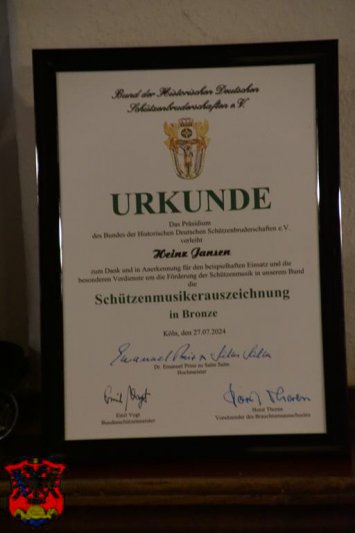 Bund der Historischen Deutschen
Schützenbruderschaften e.V.
URKUNDE
Das Präsidium
des Bundes der Historischen Deutschen Schützenbruderschaften e.V.
verleiht
Heinz Jansen
zum Dank und in Anerkennung für den beispielhaften Einsatz und die
besonderen Verdienste um die Förderung der Schützenmusik in unserem Bund
die
Schützenmusikerauszeichnung
in Bronze
Köln, den 27.07.2024
Dr. Emanuel Prinz zu Salm Salm
Hochmeister
Emil Vogt
Bundesschützenmeister
Horst Thoren
Vorsitzender des Brauchtumsausschusses